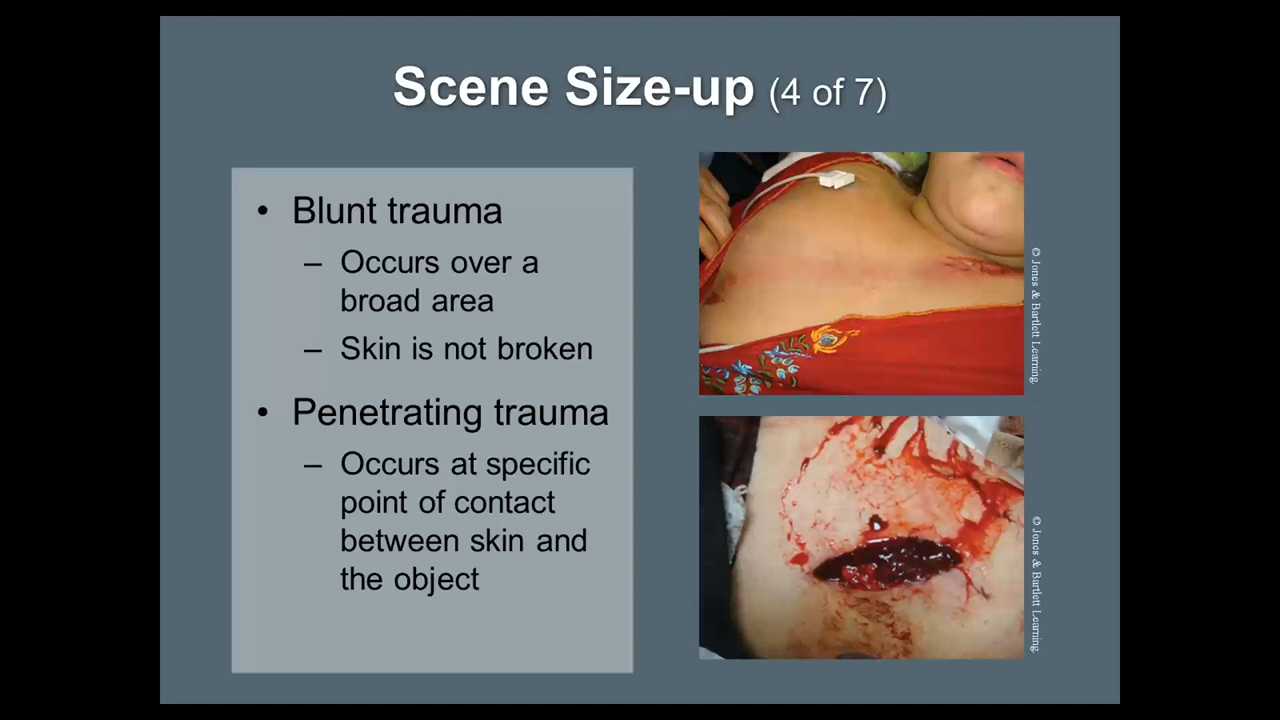 Scene Size-up (4 of 7)
• Blunt trauma
– Occurs over a
broad area
– Skin is not broken
• Penetrating trauma
– Occurs at specific
point of contact
between skin and
the object
© Jones & Bartlett Learning.
© Jones & Bartlett Learning.